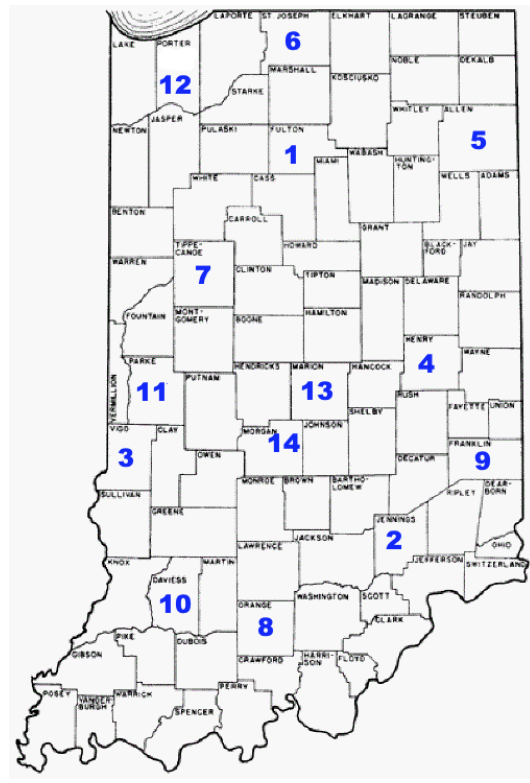 LAPORTE ST. JOSEPH ELKHART LAGRANGE STEUBEN
LAKE PORTER 6
12 MARSHALL NOBLE DEKALB
STARKE KOSCIUSKO
JASPER WHITLEY ALLEN
NEWTON PULASKI FULTON 5
1 MIAMI WABASH HUNTING-
TON
WHITE CASS WELLS ADAMS
BENTON CARROLL GRANT
TIPPE-
CANOE HOWARD BLACK-
FORD JAY
WARREN 7 CLINTON TIPTON MADISON DELAWARE
RANDOLPH
FOUNTAIN MONT-
GOMERY BOONE HAMILTON
HENRY WAYNE
PARKE PUTNAM HENDRICKS MARION HANCOCK 4
VERMILLION 11 13 RUSH
SHELBY FAYETTE UNION
VIGO CLAY MORGAN JOHNSON
3 14 FRANKLIN
OWEN DECATUR 9
SULLIVAN MONROE BROWN BARTHO-
LOMEW RIPLEY DEAR-
BORN
GREENE JENNINGS
JACKSON 2 OHIO
LAWRENCE JEFFERSON SWITZERLAND
KNOX DAVIESS MARTIN
10 ORANGE WASHINGTON SCOTT
8 CLARK
PIKE DUBOIS
GIBSON CRAWFORD HARRI-
SON FLOYD
POSEY VANDER-
BURGH WARRICK PERRY
SPENCER